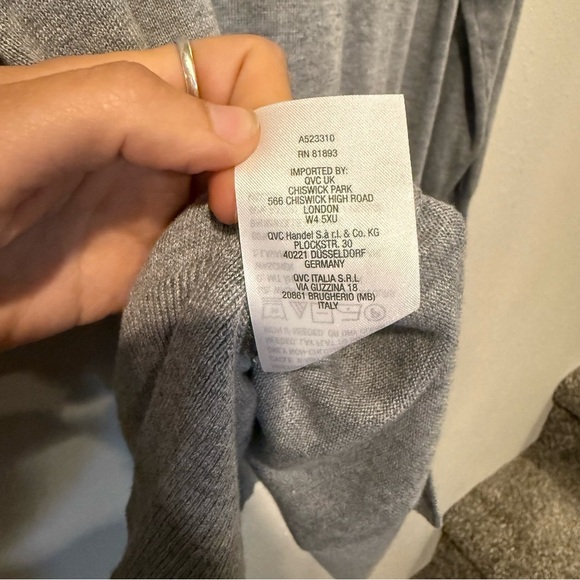 A523310
RN 81893
IMPORTED BY:
QVC UK
CHISWICK PARK
566 CHISWICK HIGH ROAD
LONDON
W4 5XU
QVC Handel S.à r.l. & Co. KG
PLOCKSTR. 30
40221 DÜSSELDORF
GERMANY
QVC ITALIA S.R.L
VIA GUZZINA 18
20861 BRUGHERIO (MB)
ITALY